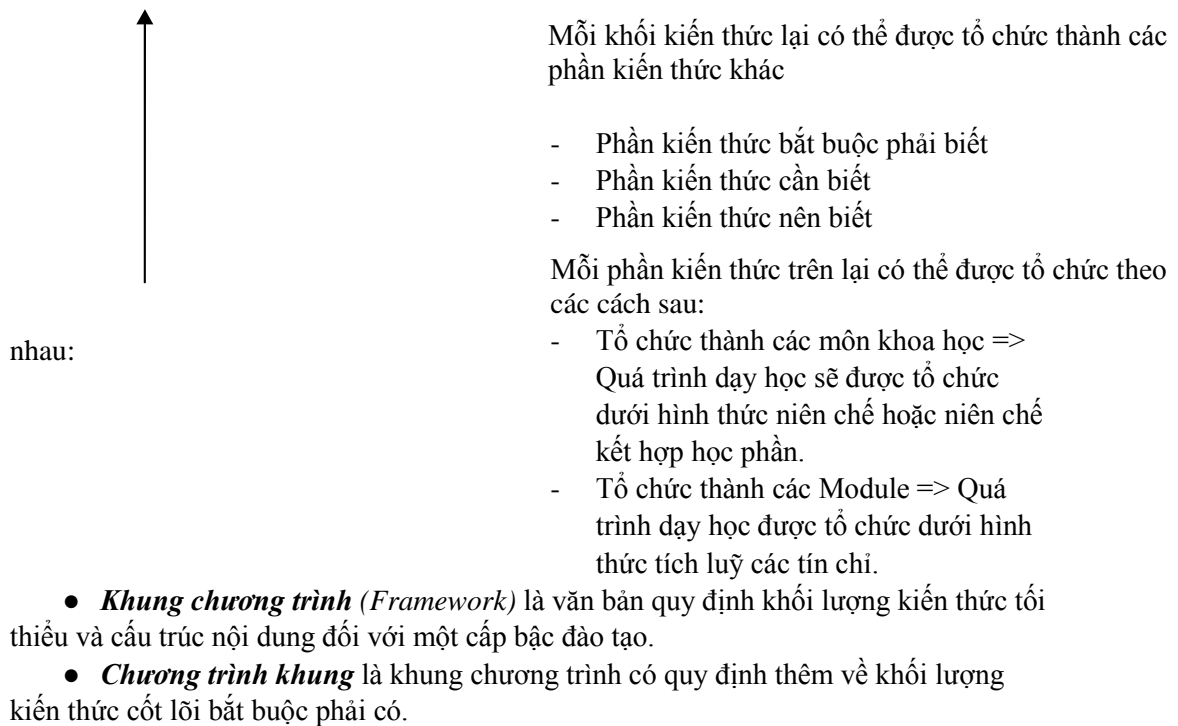 Mỗi khối kiến thức lại có thể được tổ chức thành các
phần kiến thức khác
nhau:
- Phần kiến thức bắt buộc phải biết
- Phần kiến thức cần biết
- Phần kiến thức nên biết
Mỗi phần kiến thức trên lại có thể được tổ chức theo
các cách sau:
- Tổ chức thành các môn khoa học =>
Quá trình dạy học sẽ được tổ chức
dưới hình thức niên chế hoặc niên chế
kết hợp học phần.
- Tổ chức thành các Module => Quá
trình dạy học được tổ chức dưới hình
thức tích luỹ các tín chỉ.
● Khung chương trình (Framework) là văn bản quy định khối lượng kiến thức tối
thiểu và cấu trúc nội dung đối với một cấp bậc đào tạo.
● Chương trình khung là khung chương trình có quy định thêm về khối lượng
kiến thức cốt lõi bắt buộc phải có.